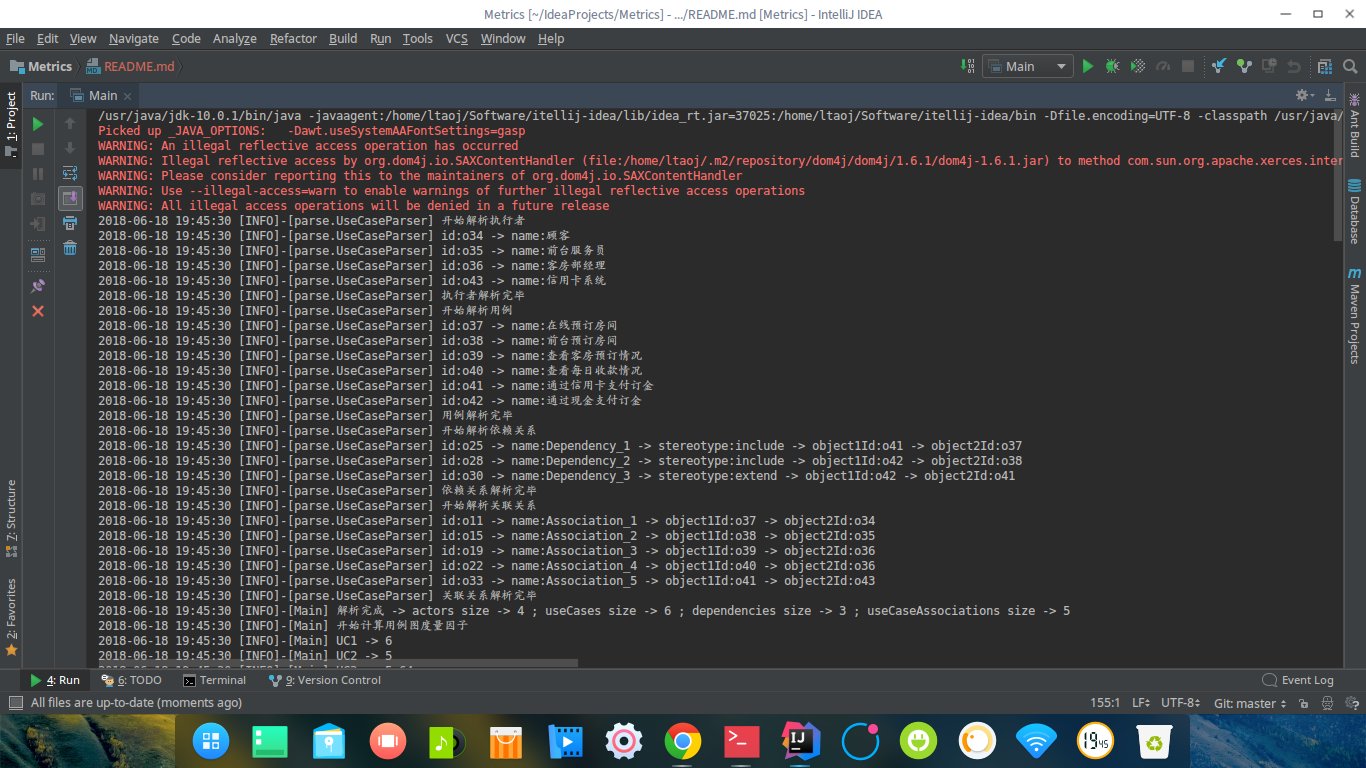 Metrics [~/IdeaProjects/Metrics] - .../README.md [Metrics] - IntelliJ IDEA
File Edit View Navigate Code Analyze Refactor Build Run Tools VCS Window Help
Metrics README.md Main
Run: Main
1: Project
7: Structure
2: Favorites
Ant Build
Database
Maven Projects
/usr/java/jdk-10.0.1/bin/java -javaagent:/home/ltaoj/Software/itellij-idea/lib/idea_rt.jar=37025:/home/ltaoj/Software/itellij-idea/bin -Dfile.encoding=UTF-8 -classpath /usr/java/
Picked up _JAVA_OPTIONS:   -Dawt.useSystemAAFontSettings=gasp
WARNING: An illegal reflective access operation has occurred
WARNING: Illegal reflective access by org.dom4j.io.SAXContentHandler (file:/home/ltaoj/.m2/repository/dom4j/dom4j/1.6.1/dom4j-1.6.1.jar) to method com.sun.org.apache.xerces.inter
WARNING: Please consider reporting this to the maintainers of org.dom4j.io.SAXContentHandler
WARNING: Use --illegal-access=warn to enable warnings of further illegal reflective access operations
WARNING: All illegal access operations will be denied in a future release
2018-06-18 19:45:30 [INFO]-[parse.UseCaseParser] 开始解析执行者
2018-06-18 19:45:30 [INFO]-[parse.UseCaseParser] id:o34 -> name:顾客
2018-06-18 19:45:30 [INFO]-[parse.UseCaseParser] id:o35 -> name:前台服务员
2018-06-18 19:45:30 [INFO]-[parse.UseCaseParser] id:o36 -> name:客房部经理
2018-06-18 19:45:30 [INFO]-[parse.UseCaseParser] id:o43 -> name:信用卡系统
2018-06-18 19:45:30 [INFO]-[parse.UseCaseParser] 执行者解析完毕
2018-06-18 19:45:30 [INFO]-[parse.UseCaseParser] 开始解析用例
2018-06-18 19:45:30 [INFO]-[parse.UseCaseParser] id:o37 -> name:在线预订房间
2018-06-18 19:45:30 [INFO]-[parse.UseCaseParser] id:o38 -> name:前台预订房间
2018-06-18 19:45:30 [INFO]-[parse.UseCaseParser] id:o39 -> name:查看客房预订情况
2018-06-18 19:45:30 [INFO]-[parse.UseCaseParser] id:o40 -> name:查看每日收款情况
2018-06-18 19:45:30 [INFO]-[parse.UseCaseParser] id:o41 -> name:通过信用卡支付订金
2018-06-18 19:45:30 [INFO]-[parse.UseCaseParser] id:o42 -> name:通过现金支付订金
2018-06-18 19:45:30 [INFO]-[parse.UseCaseParser] 用例解析完毕
2018-06-18 19:45:30 [INFO]-[parse.UseCaseParser] 开始解析依赖关系
2018-06-18 19:45:30 [INFO]-[parse.UseCaseParser] id:o25 -> name:Dependency_1 -> stereotype:include -> object1Id:o41 -> object2Id:o37
2018-06-18 19:45:30 [INFO]-[parse.UseCaseParser] id:o28 -> name:Dependency_2 -> stereotype:include -> object1Id:o42 -> object2Id:o38
2018-06-18 19:45:30 [INFO]-[parse.UseCaseParser] id:o30 -> name:Dependency_3 -> stereotype:extend -> object1Id:o42 -> object2Id:o41
2018-06-18 19:45:30 [INFO]-[parse.UseCaseParser] 依赖关系解析完毕
2018-06-18 19:45:30 [INFO]-[parse.UseCaseParser] 开始解析关联关系
2018-06-18 19:45:30 [INFO]-[parse.UseCaseParser] id:o11 -> name:Association_1 -> object1Id:o37 -> object2Id:o34
2018-06-18 19:45:30 [INFO]-[parse.UseCaseParser] id:o15 -> name:Association_2 -> object1Id:o38 -> object2Id:o35
2018-06-18 19:45:30 [INFO]-[parse.UseCaseParser] id:o19 -> name:Association_3 -> object1Id:o39 -> object2Id:o36
2018-06-18 19:45:30 [INFO]-[parse.UseCaseParser] id:o22 -> name:Association_4 -> object1Id:o40 -> object2Id:o36
2018-06-18 19:45:30 [INFO]-[parse.UseCaseParser] id:o33 -> name:Association_5 -> object1Id:o41 -> object2Id:o43
2018-06-18 19:45:30 [INFO]-[parse.UseCaseParser] 关联关系解析完毕
2018-06-18 19:45:30 [INFO]-[Main] 解析完成 -> actors size -> 4 ; useCases size -> 6 ; dependencies size -> 3 ; useCaseAssociations size -> 5
2018-06-18 19:45:30 [INFO]-[Main] 开始计算用例图度量因子
2018-06-18 19:45:30 [INFO]-[Main] UC1 -> 6
2018-06-18 19:45:30 [INFO]-[Main] UC2 -> 5
4: Run 6: TODO Terminal 9: Version Control Event Log
All files are up-to-date (moments ago) 155:1 LF UTF-8 Git: master
19 45